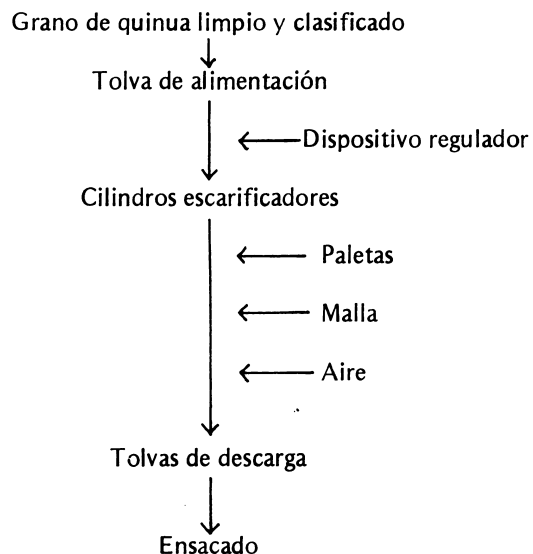 Grano de quinua limpio y clasificado
Tolva de alimentación
Dispositivo regulador
Cilindros escarificadores
Paletas
Malla
Aire
Tolvas de descarga
Ensacado